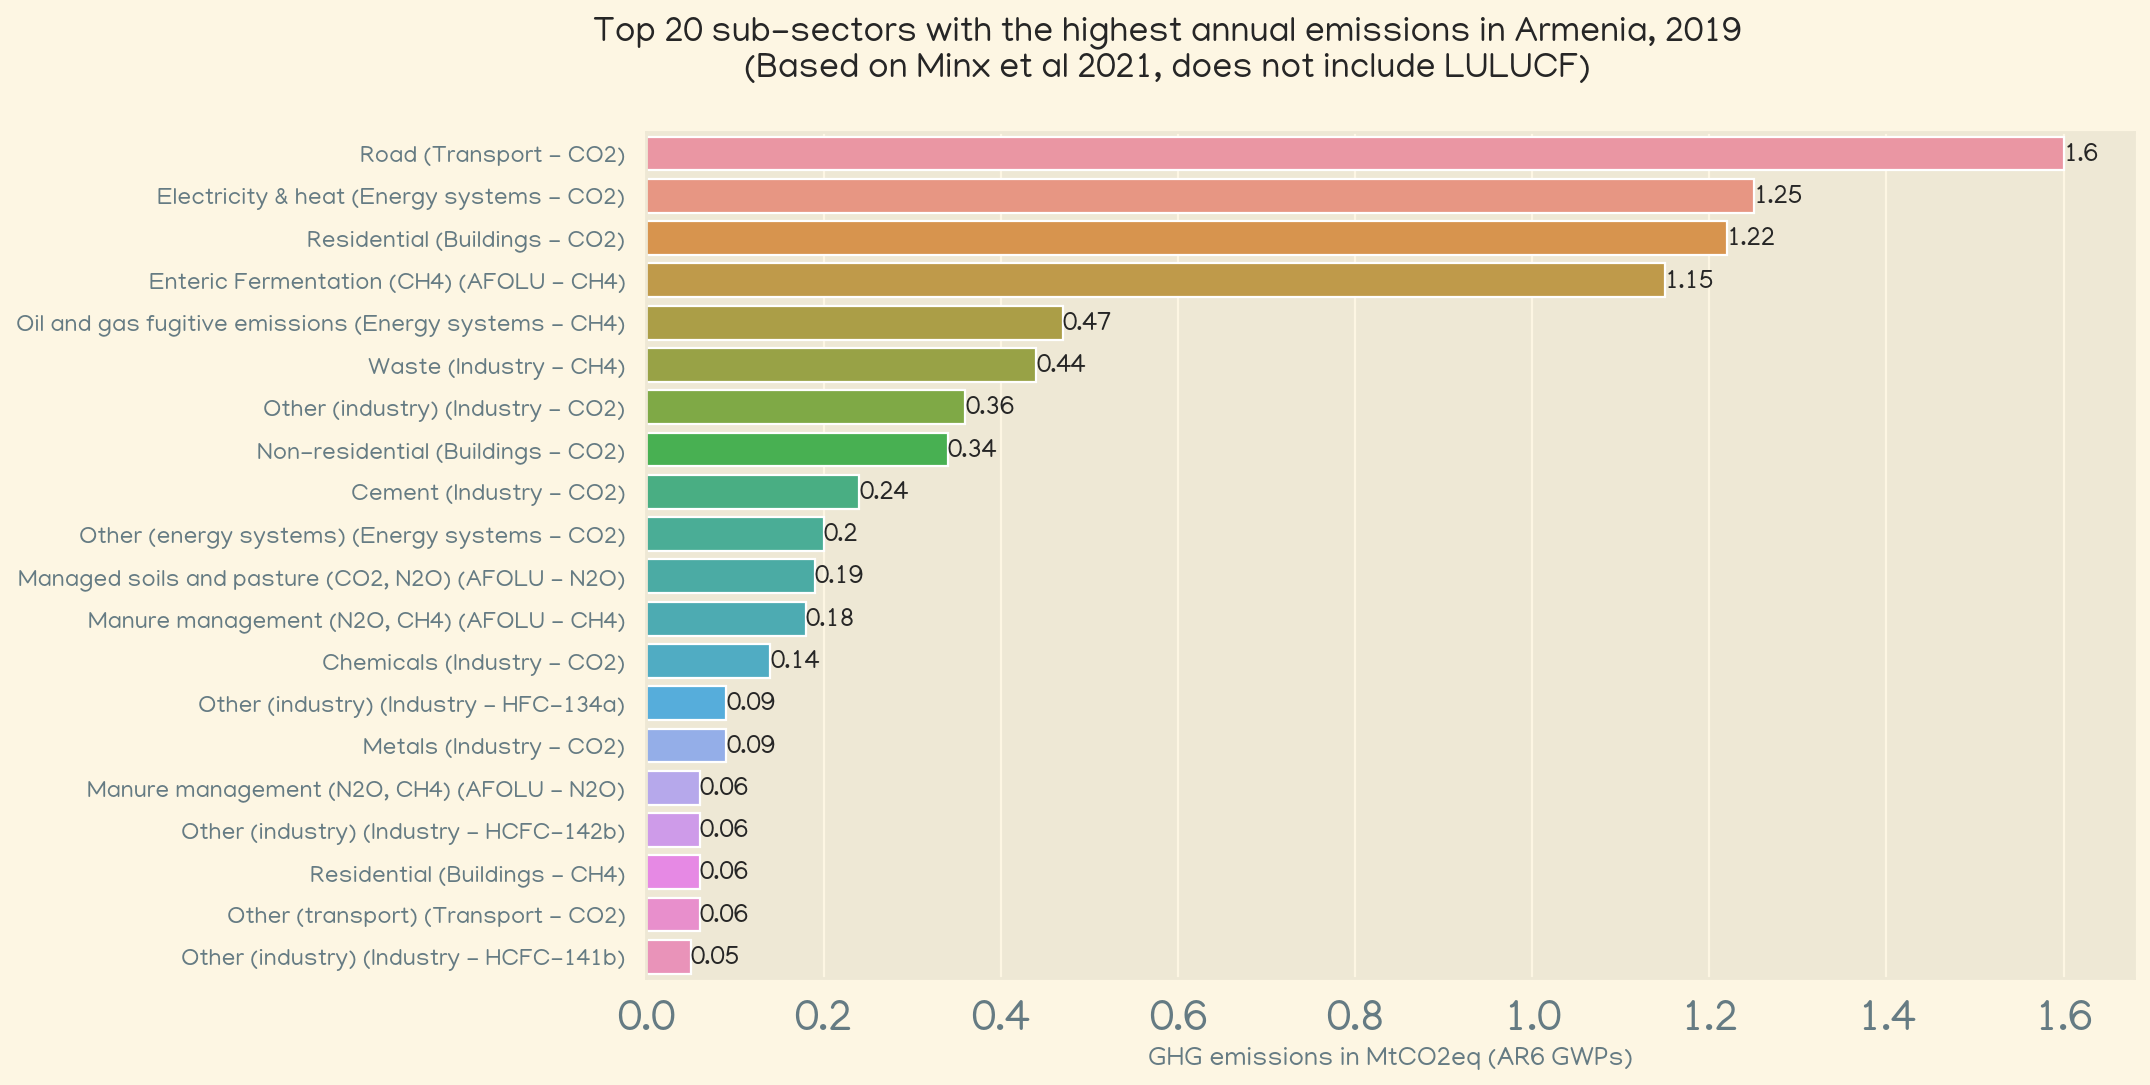 Top 20 sub-sectors with the highest annual emissions in Armenia, 2019
(Based on Minx et al 2021, does not include LULUCF)
Road (Transport - CO2) 1.6
Electricity & heat (Energy systems - CO2) 1.25
Residential (Buildings - CO2) 1.22
Enteric Fermentation (CH4) (AFOLU - CH4) 1.15
Oil and gas fugitive emissions (Energy systems - CH4) 0.47
Waste (Industry - CH4) 0.44
Other (industry) (Industry - CO2) 0.36
Non-residential (Buildings - CO2) 0.34
Cement (Industry - CO2) 0.24
Other (energy systems) (Energy systems - CO2) 0.2
Managed soils and pasture (CO2, N2O) (AFOLU - N2O) 0.19
Manure management (N2O, CH4) (AFOLU - CH4) 0.18
Chemicals (Industry - CO2) 0.14
Other (industry) (Industry - HFC-134a) 0.09
Metals (Industry - CO2) 0.09
Manure management (N2O, CH4) (AFOLU - N2O) 0.06
Other (industry) (Industry - HCFC-142b) 0.06
Residential (Buildings - CH4) 0.06
Other (transport) (Transport - CO2) 0.06
Other (industry) (Industry - HCFC-141b) 0.05
0.0 0.2 0.4 0.6 0.8 1.0 1.2 1.4 1.6
GHG emissions in MtCO2eq (AR6 GWPs)